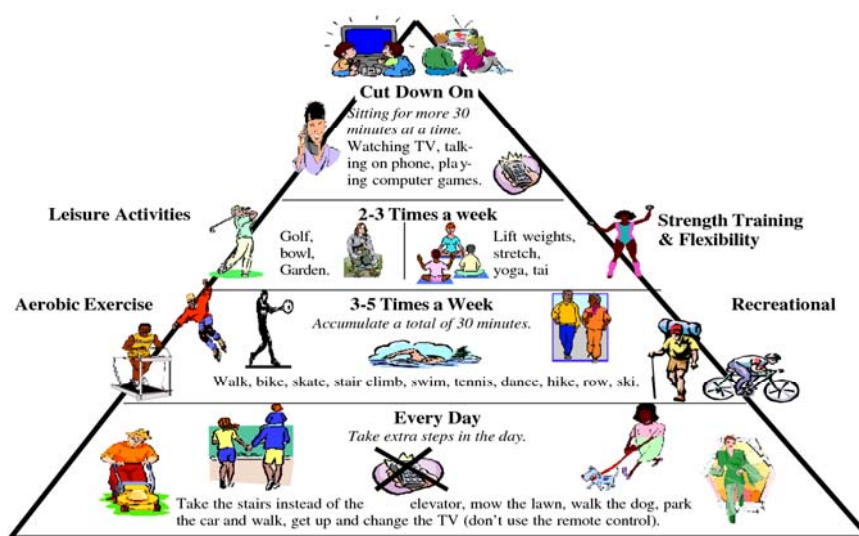 Cut Down On
Sitting for more 30
minutes at a time.
Watching TV, talk-
ing on phone, play-
ing computer games.
Leisure Activities
2-3 Times a week
Strength Training
& Flexibility
Golf,
bowl,
Garden.
Lift weights,
stretch,
yoga, tai
Aerobic Exercise
3-5 Times a Week
Recreational
Accumulate a total of 30 minutes.
Walk, bike, skate, stair climb, swim, tennis, dance, hike, row, ski.
Every Day
Take extra steps in the day.
Take the stairs instead of the elevator, mow the lawn, walk the dog, park
the car and walk, get up and change the TV (don't use the remote control).